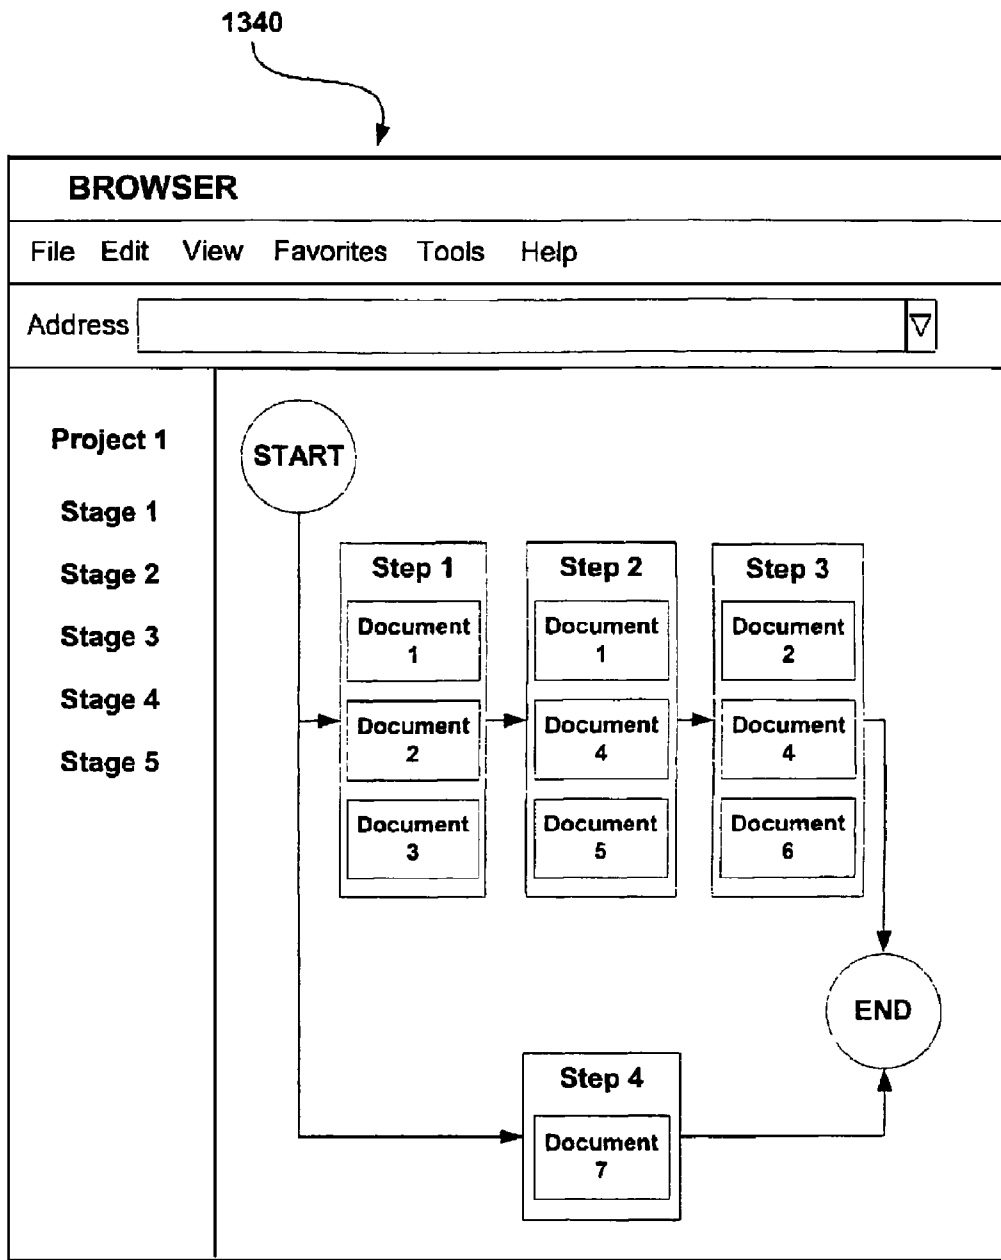 1340
BROWSER
File Edit View Favorites Tools Help
Address
Project 1
Stage 1
Stage 2
Stage 3
Stage 4
Stage 5
START
Step 1
Document
1
Document
2
Document
3
Step 2
Document
1
Document
4
Document
5
Step 3
Document
2
Document
4
Document
6
Step 4
Document
7
END